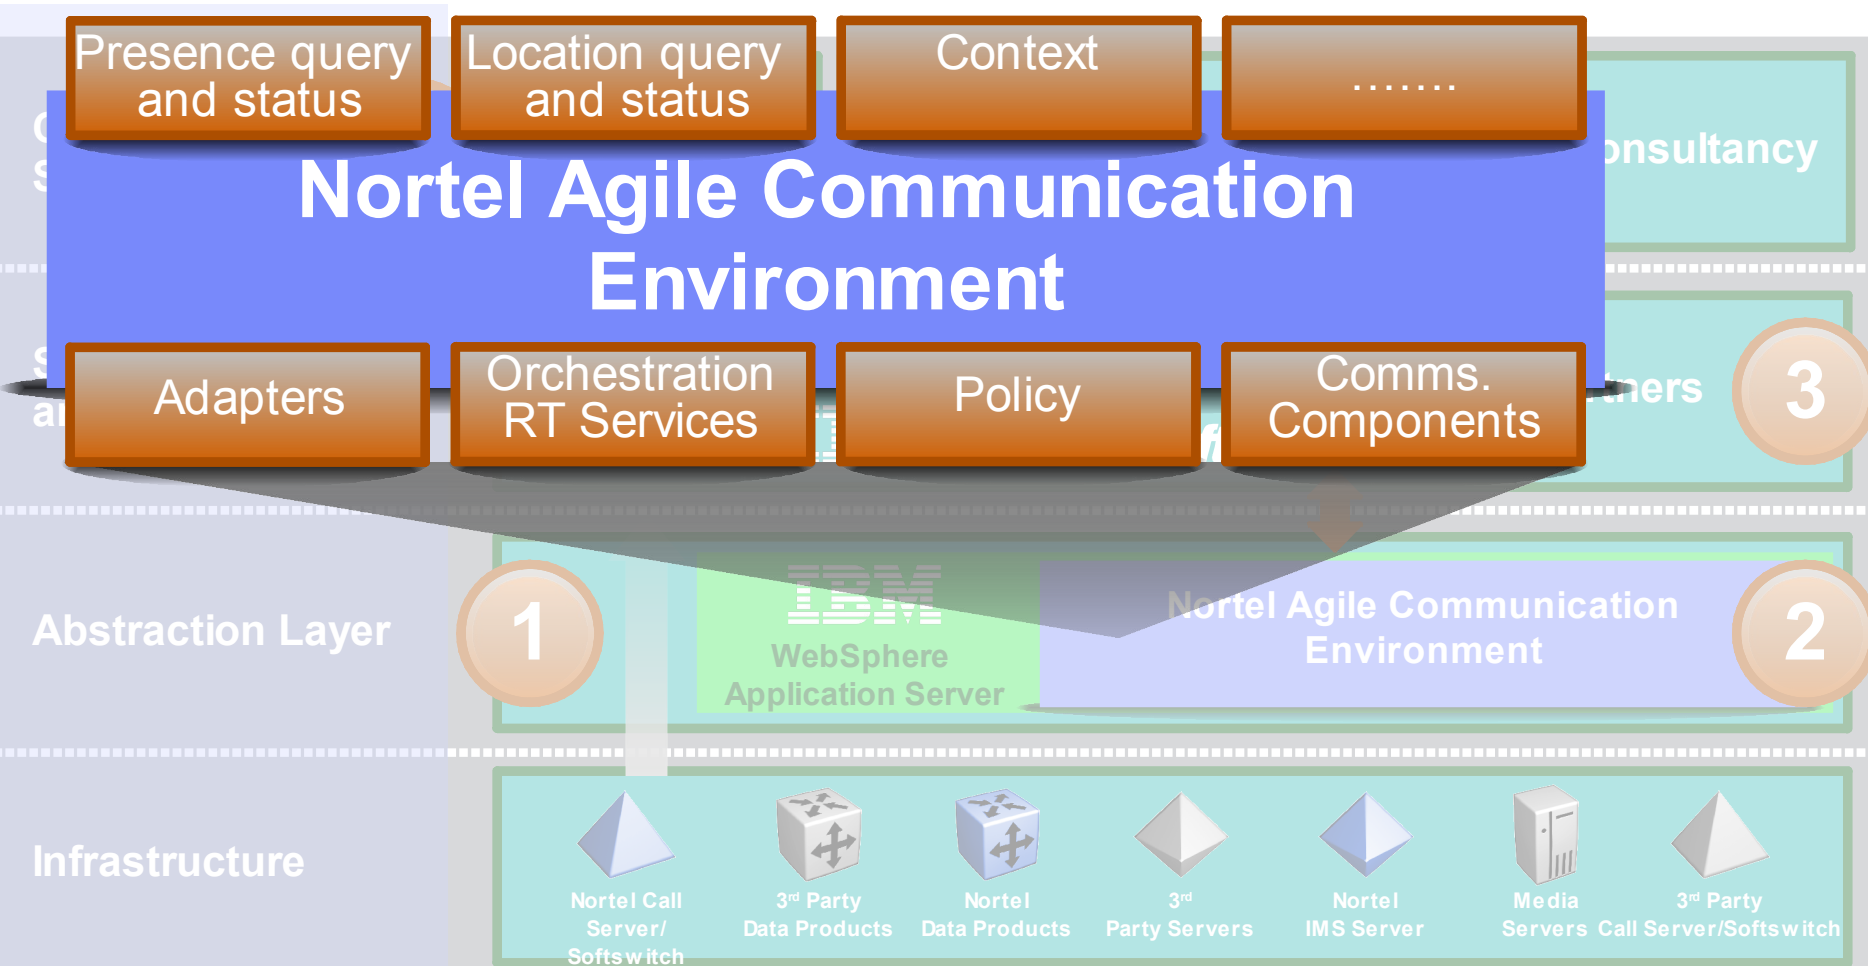 Presence query
and status
Location query
and status
Context
.......
Nortel Agile Communication
Environment
Adapters
Orchestration
RT Services
Policy
Comms.
Components
3
Abstraction Layer
1
IBM
WebSphere
Application Server
Nortel Agile Communication
Environment
2
Infrastructure
Nortel Call
Server/
Softswitch
3rd Party
Data Products
Nortel
Data Products
3rd
Party Servers
Nortel
IMS Server
Media
Servers
3rd Party
Call Server/Softswitch